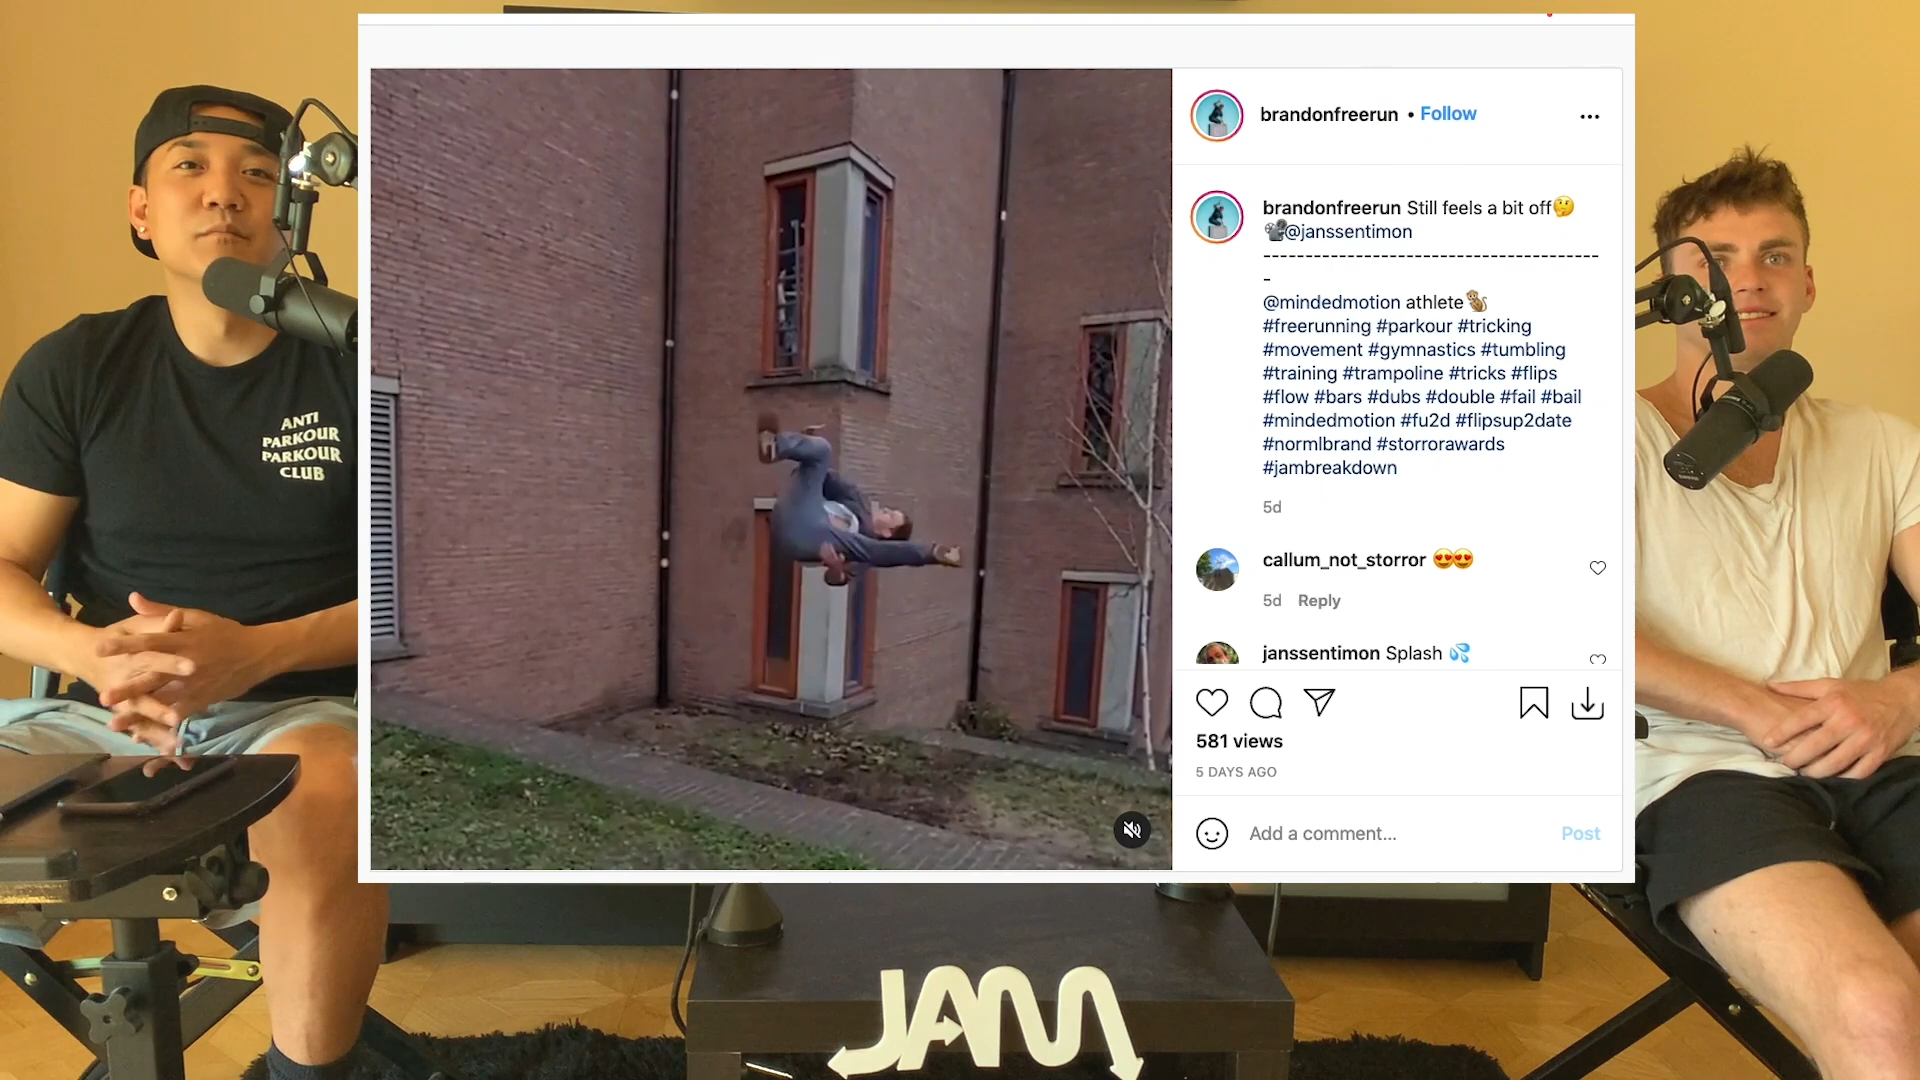 brandonfreerun • Follow
brandonfreerun Still feels a bit off🤔
📽@janssentimon
----------------------------------------
-
@mindedmotion athlete🐒
#freerunning #parkour #tricking
#movement #gymnastics #tumbling
#training #trampoline #tricks #flips
#flow #bars #dubs #double #fail #bail
#mindedmotion #fu2d #flipsup2date
#normlbrand #storrorawards
#jambreakdown
5d
callum_not_storror 😍😍
5d Reply
janssentimon Splash 💦
581 views
5 DAYS AGO
Add a comment... Post
ANTI
PARKOUR
PARKOUR
CLUB
JAM